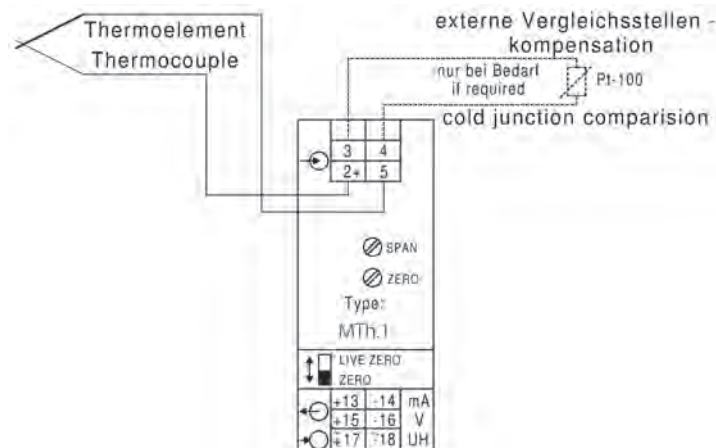 Thermoelement
Thermocouple
externe Vergleichsstellen -
kompensation
nur bei Bedarf
if required
Pt-100
cold junction comparision
3 4
2+ 5
SPAN
ZERO
Type:
MTh.1
LIVE ZERO
ZERO
+13 -14 mA
+15 -16 V
+17 -18 UH